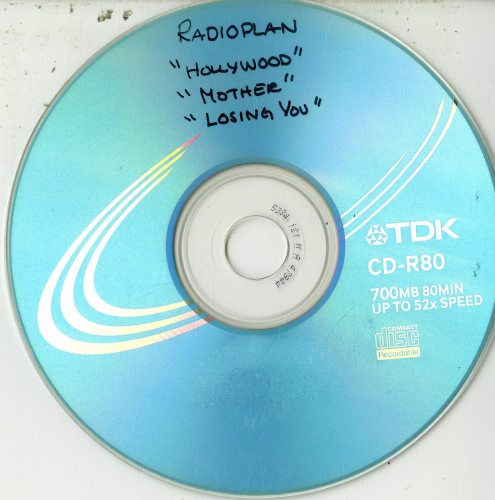 RADIOPLAN
"HOLLYWOOD"
"MOTHER"
"LOSING YOU"
TDK
CD-R80
700MB 80MIN
UP TO 52x SPEED
COMPACT
disc
Recordable